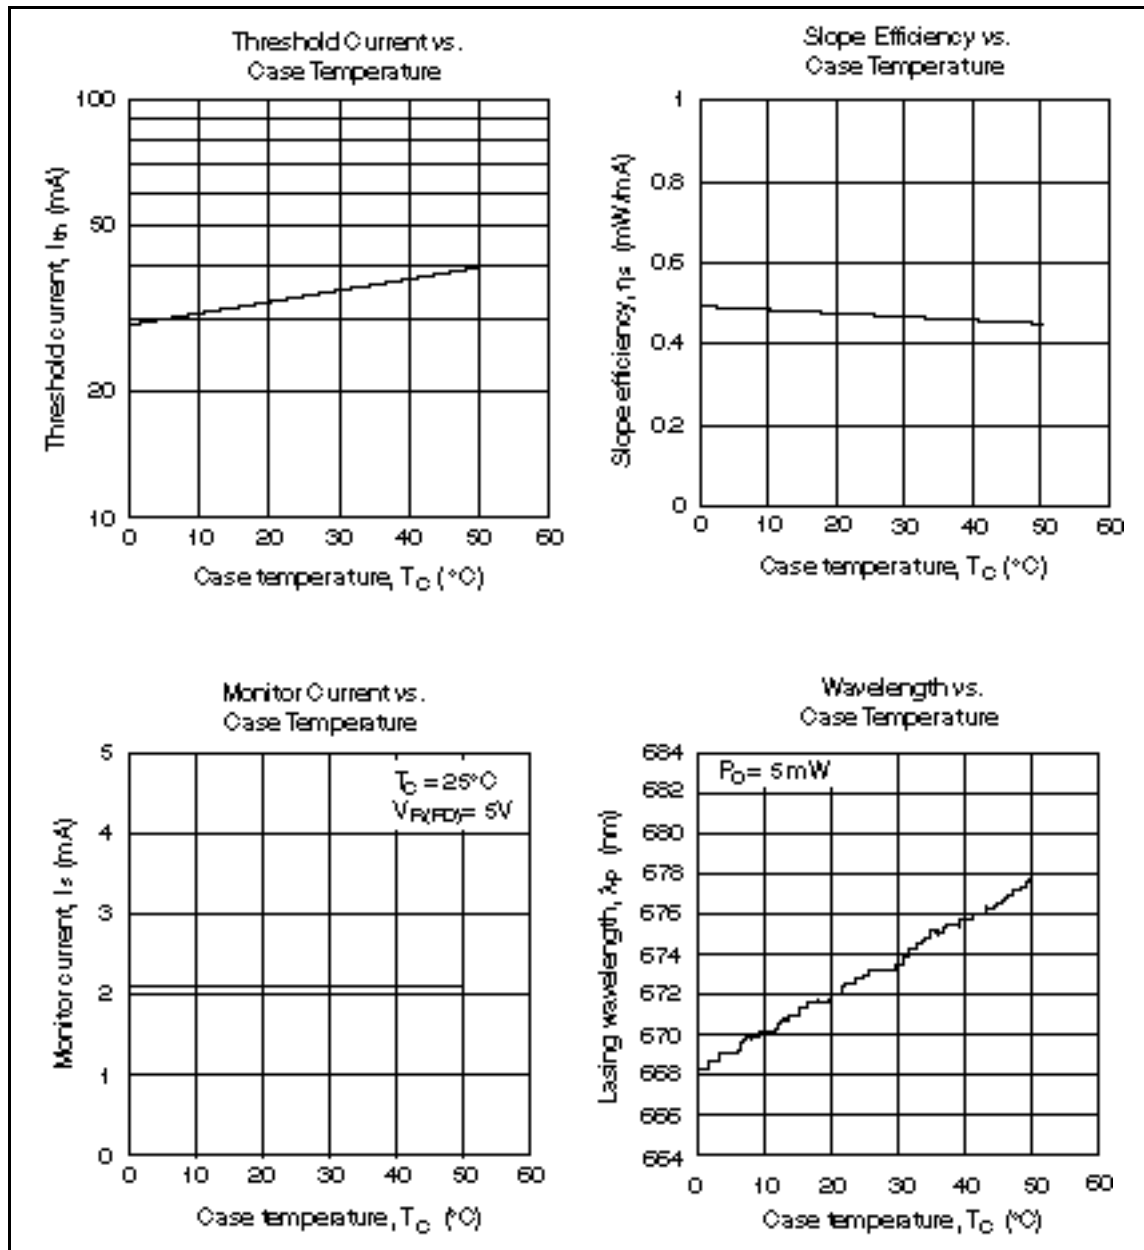 Threshold Current vs.
Case Temperature
100
50
20
10
0 10 20 30 40 50 60
Threshold current, Ith (mA)
Case temperature, TC (°C)
Slope Efficiency vs.
Case Temperature
1
0.8
0.6
0.4
0.2
0
0 10 20 30 40 50 60
Slope efficiency, ηs (mW/mA)
Case temperature, TC (°C)
Monitor Current vs.
Case Temperature
TC = 25°C
VR(PD)= 5V
5
4
3
2
1
0
0 10 20 30 40 50 60
Monitor current, IS (mA)
Case temperature, TC (°C)
Wavelength vs.
Case Temperature
PO= 5 mW
684
682
680
678
676
674
672
670
668
666
664
0 10 20 30 40 50 60
Lasing wavelength, λp (nm)
Case temperature, TC (°C)